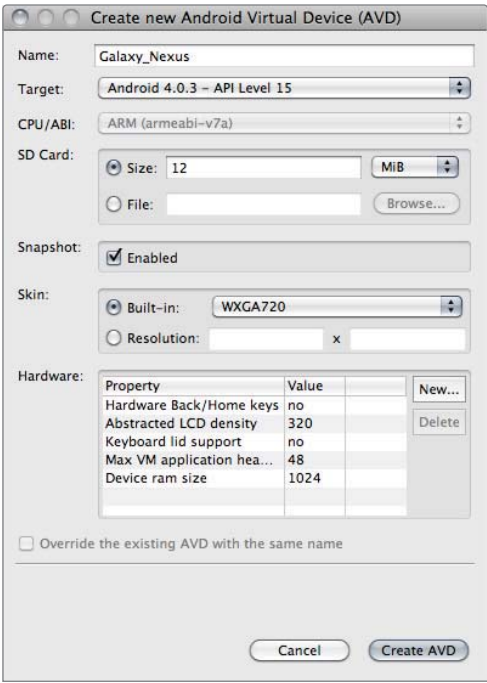 Create new Android Virtual Device (AVD)
Name: Galaxy_Nexus
Target: Android 4.0.3 – API Level 15
CPU/ABI: ARM (armeabi-v7a)
SD Card:
Size: 12 MiB
File: Browse...
Snapshot:
Enabled
Skin:
Built-in: WXGA720
Resolution: x
Hardware:
Property Value New...
Hardware Back/Home keys no
Abstracted LCD density 320 Delete
Keyboard lid support no
Max VM application hea... 48
Device ram size 1024
Override the existing AVD with the same name
Cancel Create AVD